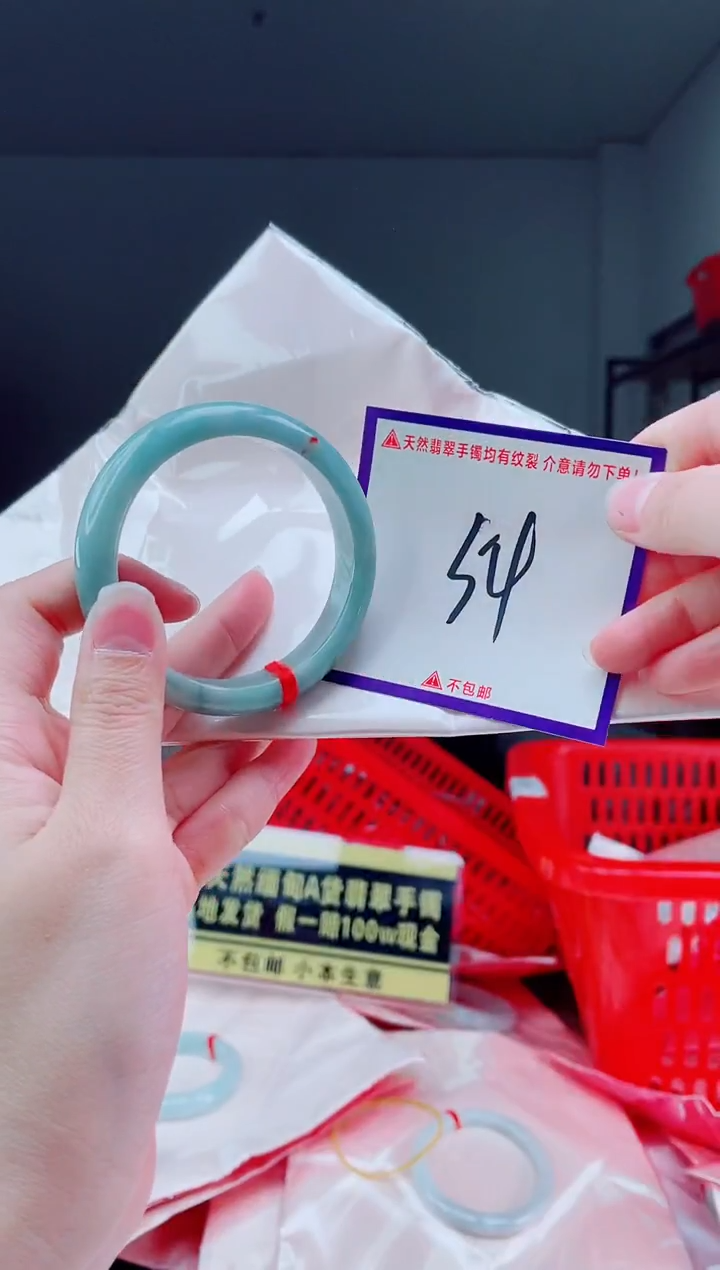 天然翡翠手镯均有纹裂 介意请勿下单!
54
不包邮
天然缅甸A货翡翠手镯
地发货 假一赔100w现金
不包邮 小本生意